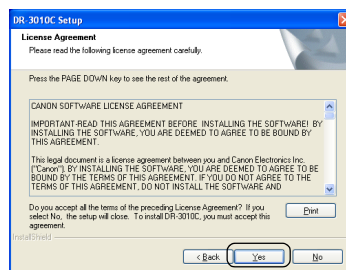 DR-3010C Setup
License Agreement
Please read the following license agreement carefully.
Press the PAGE DOWN key to see the rest of the agreement.
CANON SOFTWARE LICENSE AGREEMENT
IMPORTANT-READ THIS AGREEMENT BEFORE INSTALLING THE SOFTWARE! BY
INSTALLING THE SOFTWARE, YOU ARE DEEMED TO AGREE TO BE BOUND BY
THIS AGREEMENT.
This legal document is a license agreement between you and Canon Electronics Inc.
("Canon"). BY INSTALLING THE SOFTWARE, YOU ARE DEEMED TO AGREE TO BE
BOUND BY THE TERMS OF THIS AGREEMENT. IF YOU DO NOT AGREE TO THE
TERMS OF THIS AGREEMENT, DO NOT INSTALL THE SOFTWARE AND
Do you accept all the terms of the preceding License Agreement? If you
select No, the setup will close. To install DR-3010C, you must accept this
agreement.
Print
InstallShield
< Back
Yes
No